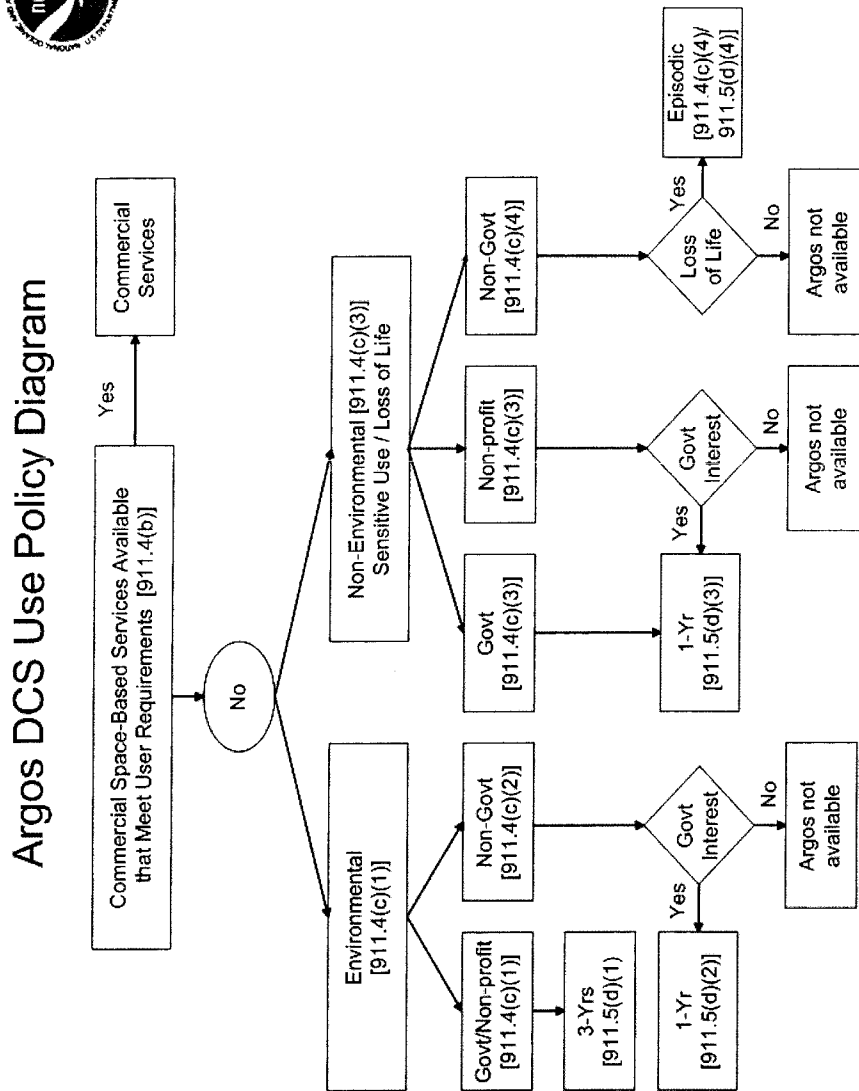 Argos DCS Use Policy Diagram
Commercial Space-Based Services Available
that Meet User Requirements [911.4(b)]
Yes
Commercial
Services
No
Environmental
[911.4(c)(1)]
Non-Environmental [911.4(c)(3)]
Sensitive Use / Loss of Life
Govt/Non-profit
[911.4(c)(1)]
Non-Govt
[911.4(c)(2)]
Govt
[911.4(c)(3)]
Non-profit
[911.4(c)(3)]
Non-Govt
[911.4(c)(4)]
3-Yrs
[911.5(d)(1)
1-Yr
[911.5(d)(2)]
Yes
Govt
Interest
No
Argos not
available
1-Yr
[911.5(d)(3)]
Yes
Govt
Interest
No
Argos not
available
Loss
of Life
Yes
Episodic
[911.4(c)(4)/
911.5(d)(4)]
No
Argos not
available